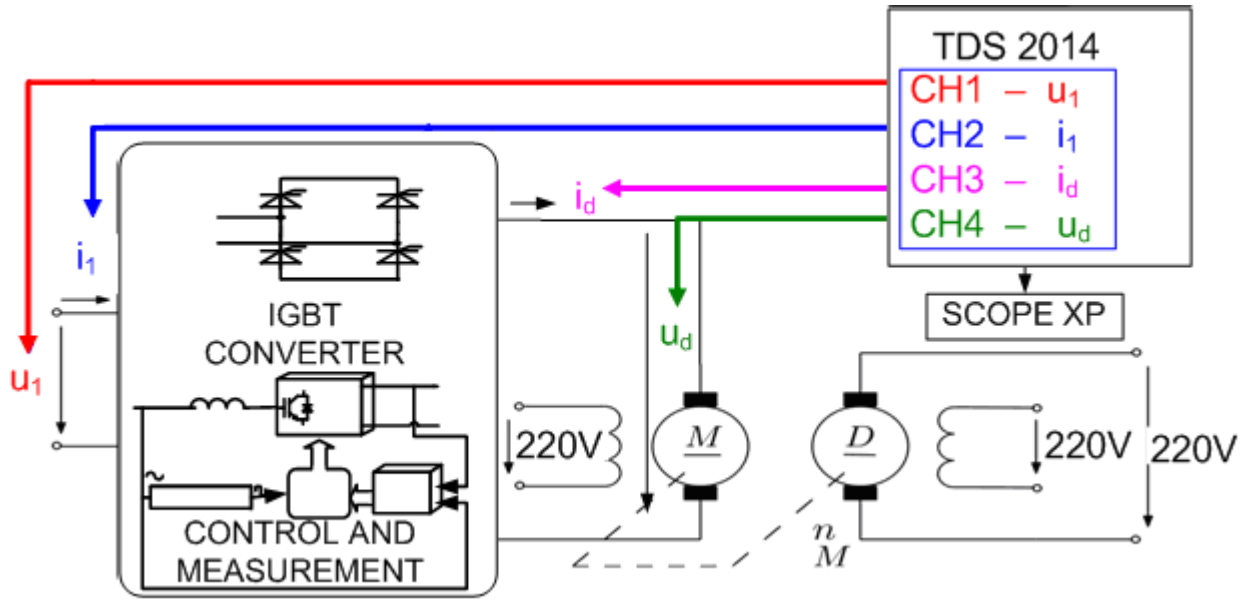 TDS 2014
CH1 – u1
CH2 – i1
CH3 – id
CH4 – ud
id
i1
SCOPE XP
IGBT
CONVERTER
ud
u1
220V
M
D
220V
220V
~
CONTROL AND
MEASUREMENT
n
M